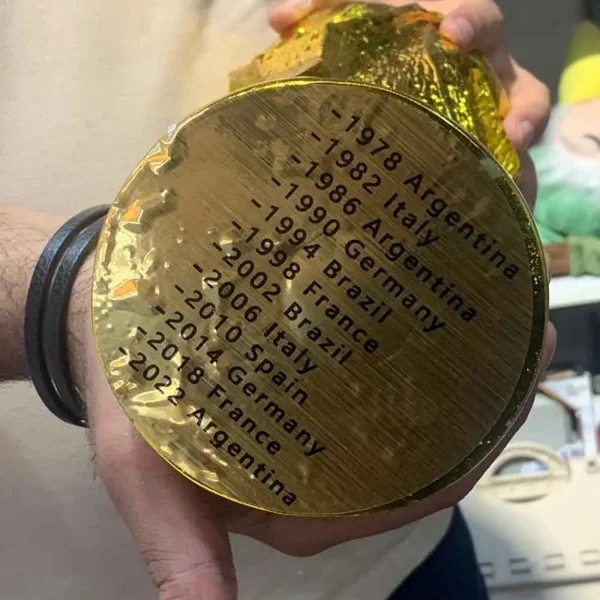 -1978 Argentina
-1982 Italy
-1986 Argentina
-1990 Germany
-1994 Brazil
-1998 France
-2002 Brazil
-2006 Italy
-2010 Spain
-2014 Germany
-2018 France
-2022 Argentina